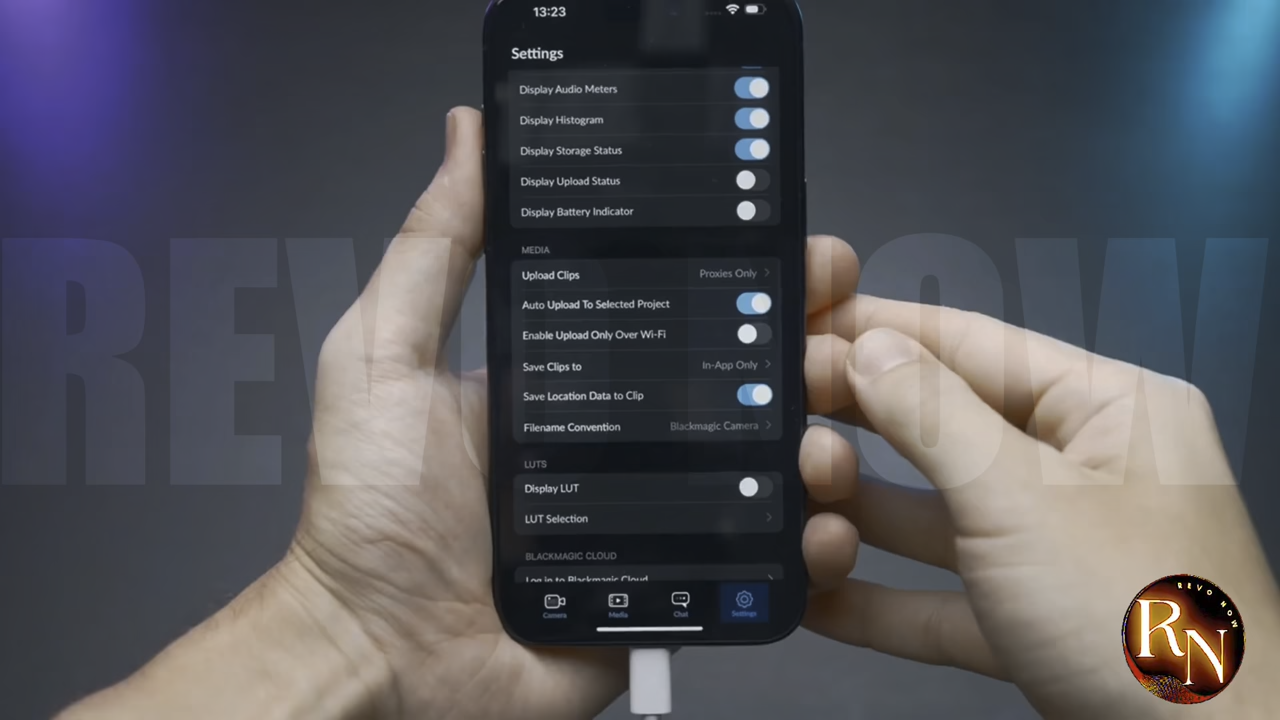 13:23
Settings
Display Audio Meters
Display Histogram
Display Storage Status
Display Upload Status
Display Battery Indicator
MEDIA
Upload Clips Proxies Only
Auto Upload To Selected Project
Enable Upload Only Over Wi-Fi
Save Clips to In-App Only
Save Location Data to Clip
Filename Convention Blackmagic Camera
LUTS
Display LUT
LUT Selection
BLACKMAGIC CLOUD
Log in to Blackmagic Cloud
Camera Media Chat Settings
REVO NOW
REVO NOW
RN